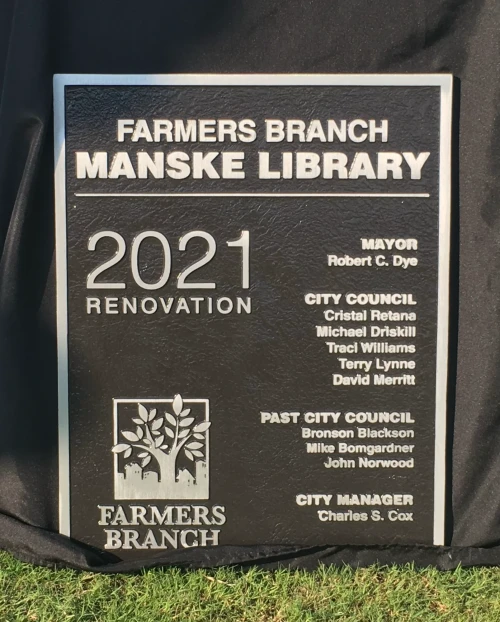 FARMERS BRANCH
MANSKE LIBRARY
2021
RENOVATION
MAYOR
Robert C. Dye
CITY COUNCIL
Cristal Retana
Michael Driskill
Traci Williams
Terry Lynne
David Merritt
PAST CITY COUNCIL
Bronson Blackson
Mike Bomgardner
John Norwood
CITY MANAGER
Charles S. Cox
FARMERS
BRANCH